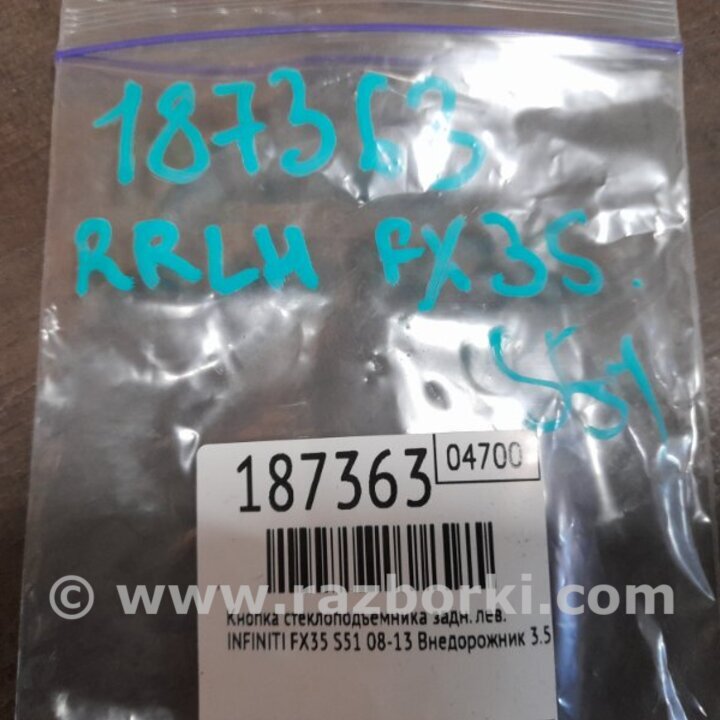 187363
RRLH FX35.
S51
187363
04700
© www.razborki.com
Кнопка стеклоподъемника задн. лев.
INFINITI FX35 S51 08-13 Внедорожник 3.5